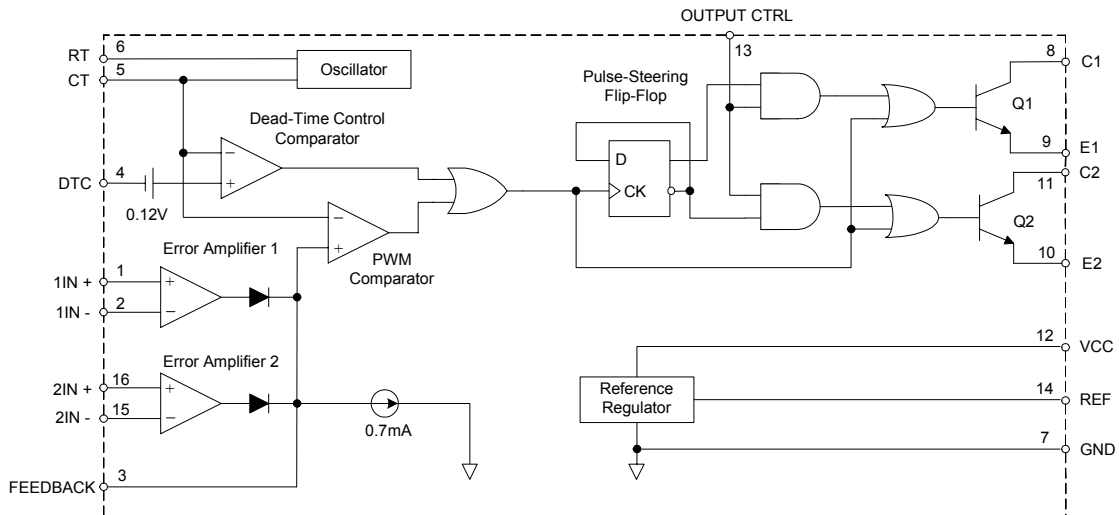 OUTPUT CTRL
13
RT
6
CT
5
Oscillator
Pulse-Steering
Flip-Flop
8
C1
Q1
9
E1
Dead-Time Control
Comparator
D
CK
DTC
4
0.12V
C2
11
Q2
10
E2
PWM
Comparator
Error Amplifier 1
1IN +
1
1IN -
2
Error Amplifier 2
2IN +
16
2IN -
15
0.7mA
FEEDBACK
3
12
VCC
Reference
Regulator
14
REF
7
GND